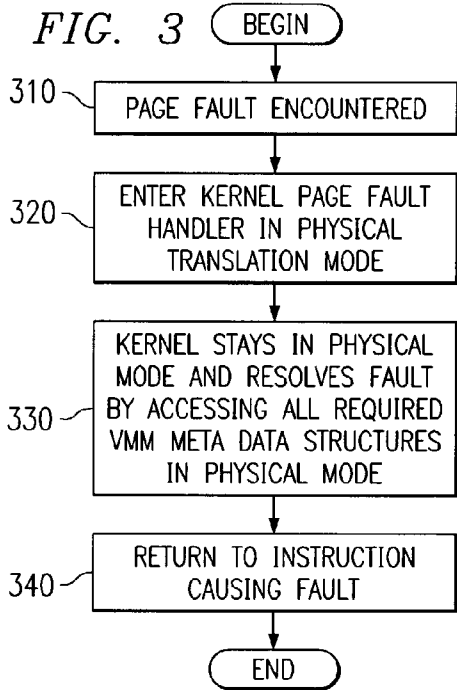 FIG. 3
BEGIN
310
PAGE FAULT ENCOUNTERED
320
ENTER KERNEL PAGE FAULT
HANDLER IN PHYSICAL
TRANSLATION MODE
330
KERNEL STAYS IN PHYSICAL
MODE AND RESOLVES FAULT
BY ACCESSING ALL REQUIRED
VMM META DATA STRUCTURES
IN PHYSICAL MODE
340
RETURN TO INSTRUCTION
CAUSING FAULT
END